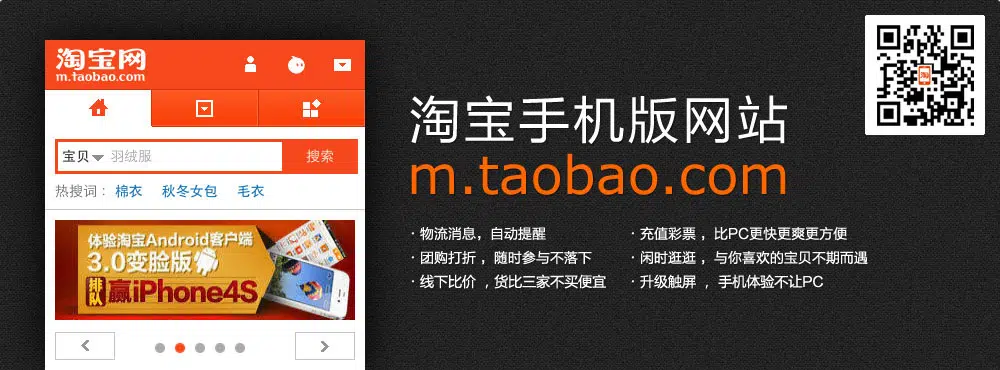 淘宝网
m.taobao.com
宝贝 羽绒服 搜索
热搜词： 棉衣 秋冬女包 毛衣
体验淘宝Android客户端
3.0变脸版
排队 赢iPhone4S
淘宝手机版网站
m.taobao.com
· 物流消息，自动提醒
· 充值彩票 ，比PC更快更爽更方便
· 团购打折 ，随时参与不落下
· 闲时逛逛 ，与你喜欢的宝贝不期而遇
· 线下比价 ，货比三家不买便宜
· 升级触屏 ， 手机体验不让PC